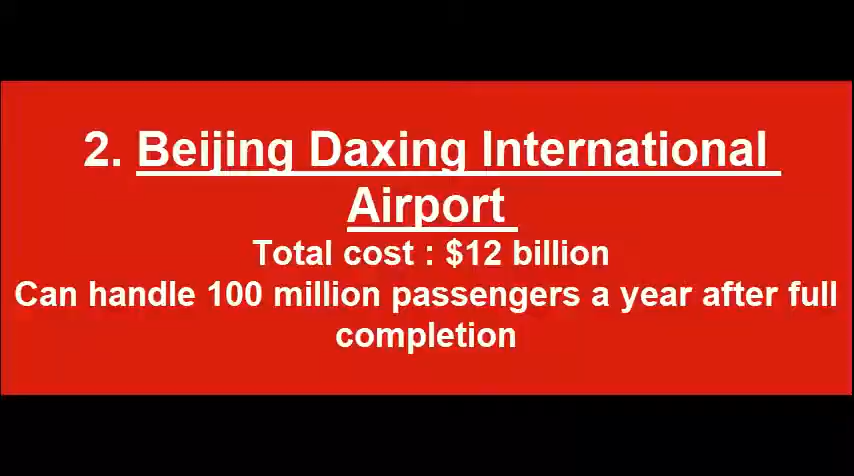 2. Beijing Daxing International
Airport
Total cost : $12 billion
Can handle 100 million passengers a year after full
completion